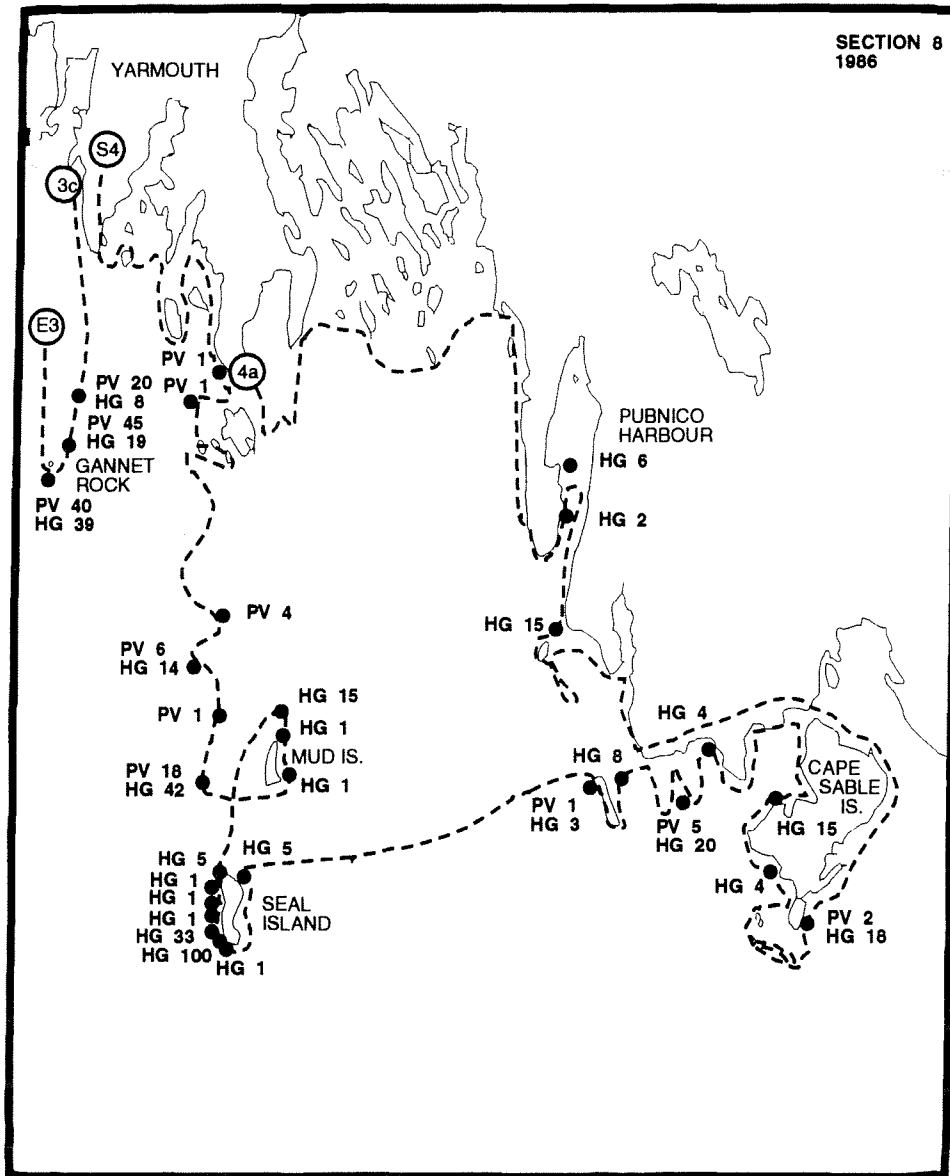 SECTION 8
1986
YARMOUTH
S4
3c
E3
PV 1
4a
PV 1
PV 20
HG 8
PV 45
HG 19
GANNET
ROCK
PV 40
HG 39
PUBNICO
HARBOUR
HG 6
HG 2
PV 4
HG 15
PV 6
HG 14
HG 15
PV 1
HG 1
HG 4
MUD IS.
HG 8
PV 18
HG 42
HG 1
PV 1
HG 3
PV 5
HG 20
CAPE
SABLE
IS.
HG 15
HG 5
HG 5
HG 1
HG 1
HG 1
HG 33
HG 100
HG 1
SEAL
ISLAND
HG 4
PV 2
HG 18